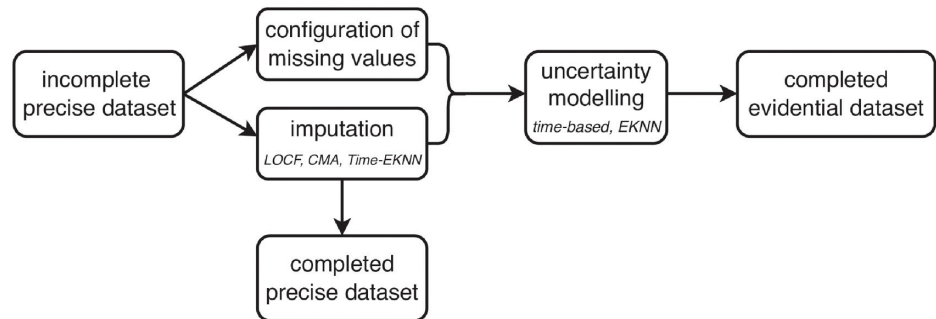 incomplete
precise dataset
configuration of
missing values
imputation
LOCF, CMA, Time-EKNN
completed
precise dataset
uncertainty
modelling
time-based, EKNN
completed
evidential dataset